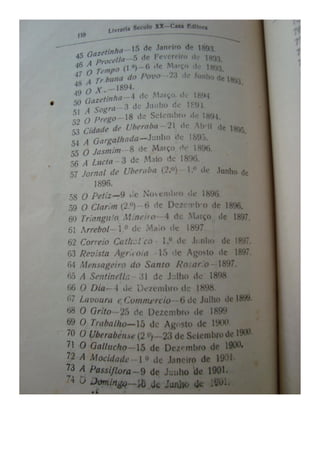 110 Livraria Seculo XX—Casa Editora
45 Gazetinha—15 de Janeiro de 1893.
46 A Procella—5 de Fevereiro de 1893.
47 O Tempo (1.º)—6 de Março de 1893.
48 A Tribuna do Povo—23 de Junho de 1893.
49 O X.—1894.
50 Gazetinha—4 de Março de 1894
51 A Sogra—3 de Junho de 1894
52 O Prego—18 de Setembro de 1894.
53 Cidade de Uberaba—21 de Abril de 1895.
54 A Gargalhada—Junho de 1895.
55 O Jasmim—8 de Março de 1896.
56 A Lucta—3 de Maio de 1896.
57 Jornal de Uberaba (2.º)—1.º de Junho de
1896.
58 O Petiz—9 de Novembro de 1896
59 O Clarim (2.º)—6 de Dezembro de 1896.
60 Triangulo Mineiro—4 de Março de 1897.
61 Arrebol—1.º de Maio de 1897
62 Correio Catholico—1.º de Junho de 1897.
63 Revista Agricola—15 de Agosto de 1897.
64 Mensageiro do Santo Rosario—1897.
65 A Sentinella—31 de Julho de 1898
66 O Dia—4 de Dezembro de 1898.
67 Lavoura e Commercio—6 de Julho de 1899.
68 O Grito—25 de Dezembro de 1899
69 O Trabalho—15 de Agosto de 1900.
70 O Uberabense (2.º)—23 de Setembro de 1900.
71 O Gallucho—15 de Dezembro de 1900.
72 A Mocidade—1.º de Janeiro de 1901.
73 A Passiflora—9 de Junho de 1901.
74 O Domingo—16 de Junho de 1901.